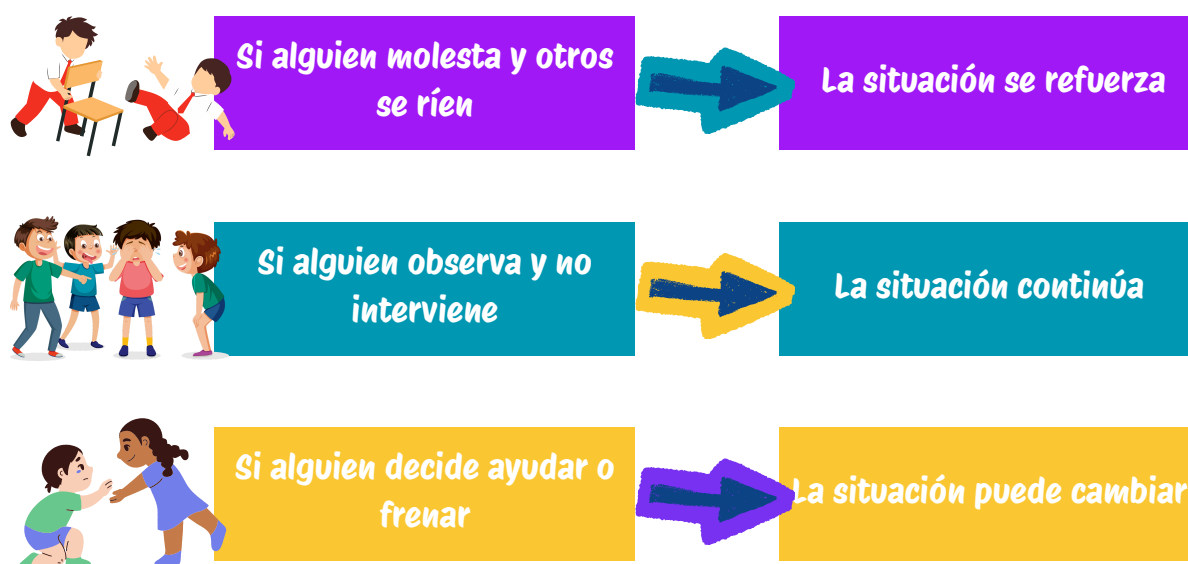 Si alguien molesta y otros
se ríen
La situación se refuerza
Si alguien observa y no
interviene
La situación continúa
Si alguien decide ayudar o
frenar
La situación puede cambiar